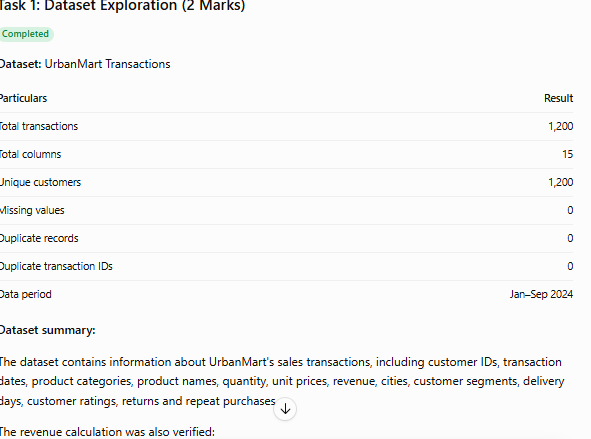 Task 1: Dataset Exploration (2 Marks)
Completed
Dataset: UrbanMart Transactions
Particulars Result
Total transactions 1,200
Total columns 15
Unique customers 1,200
Missing values 0
Duplicate records 0
Duplicate transaction IDs 0
Data period Jan–Sep 2024
Dataset summary:
The dataset contains information about UrbanMart's sales transactions, including customer IDs, transaction
dates, product categories, product names, quantity, unit prices, revenue, cities, customer segments, delivery
days, customer ratings, returns and repeat purchases
The revenue calculation was also verified: